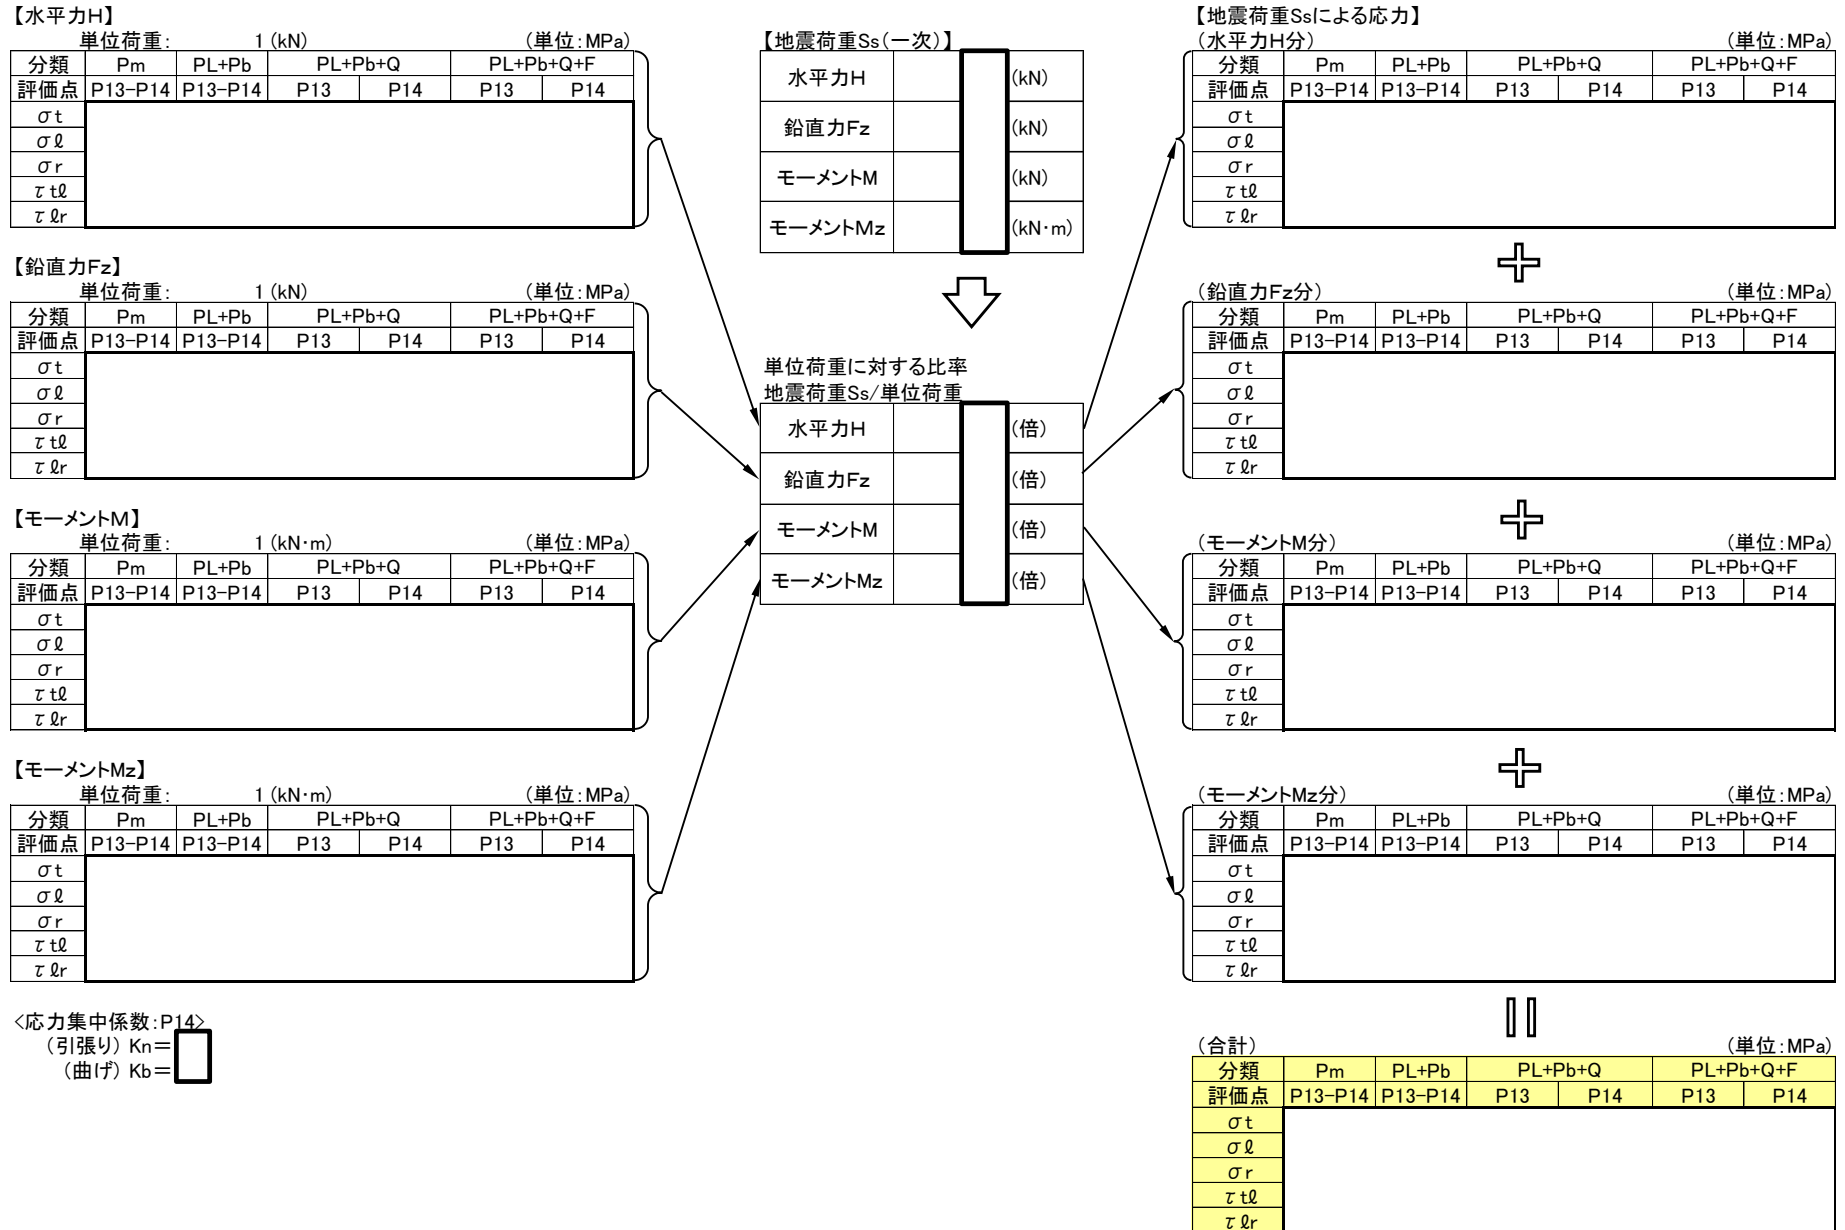 【水平力H】
単位荷重: 1 (kN) (単位:MPa)
分類 Pm PL+Pb PL+Pb+Q PL+Pb+Q+F
評価点 P13-P14 P13-P14 P13 P14 P13 P14
σt
σℓ
σr
τtℓ
τℓr
【鉛直力Fz】
単位荷重: 1 (kN) (単位:MPa)
分類 Pm PL+Pb PL+Pb+Q PL+Pb+Q+F
評価点 P13-P14 P13-P14 P13 P14 P13 P14
σt
σℓ
σr
τtℓ
τℓr
【モーメントM】
単位荷重: 1 (kN・m) (単位:MPa)
分類 Pm PL+Pb PL+Pb+Q PL+Pb+Q+F
評価点 P13-P14 P13-P14 P13 P14 P13 P14
σt
σℓ
σr
τtℓ
τℓr
【モーメントMz】
単位荷重: 1 (kN・m) (単位:MPa)
分類 Pm PL+Pb PL+Pb+Q PL+Pb+Q+F
評価点 P13-P14 P13-P14 P13 P14 P13 P14
σt
σℓ
σr
τtℓ
τℓr
<応力集中係数:P14>
(引張り) Kn=
(曲げ) Kb=
【地震荷重Ss(一次)】
水平力H (kN)
鉛直力Fz (kN)
モーメントM (kN)
モーメントMz (kN・m)
単位荷重に対する比率
地震荷重Ss/単位荷重
水平力H (倍)
鉛直力Fz (倍)
モーメントM (倍)
モーメントMz (倍)
【地震荷重Ssによる応力】
(水平力H分) (単位:MPa)
分類 Pm PL+Pb PL+Pb+Q PL+Pb+Q+F
評価点 P13-P14 P13-P14 P13 P14 P13 P14
σt
σℓ
σr
τtℓ
τℓr
(鉛直力Fz分) (単位:MPa)
分類 Pm PL+Pb PL+Pb+Q PL+Pb+Q+F
評価点 P13-P14 P13-P14 P13 P14 P13 P14
σt
σℓ
σr
τtℓ
τℓr
(モーメントM分) (単位:MPa)
分類 Pm PL+Pb PL+Pb+Q PL+Pb+Q+F
評価点 P13-P14 P13-P14 P13 P14 P13 P14
σt
σℓ
σr
τtℓ
τℓr
(モーメントMz分) (単位:MPa)
分類 Pm PL+Pb PL+Pb+Q PL+Pb+Q+F
評価点 P13-P14 P13-P14 P13 P14 P13 P14
σt
σℓ
σr
τtℓ
τℓr
(合計) (単位:MPa)
分類 Pm PL+Pb PL+Pb+Q PL+Pb+Q+F
評価点 P13-P14 P13-P14 P13 P14 P13 P14
σt
σℓ
σr
τtℓ
τℓr